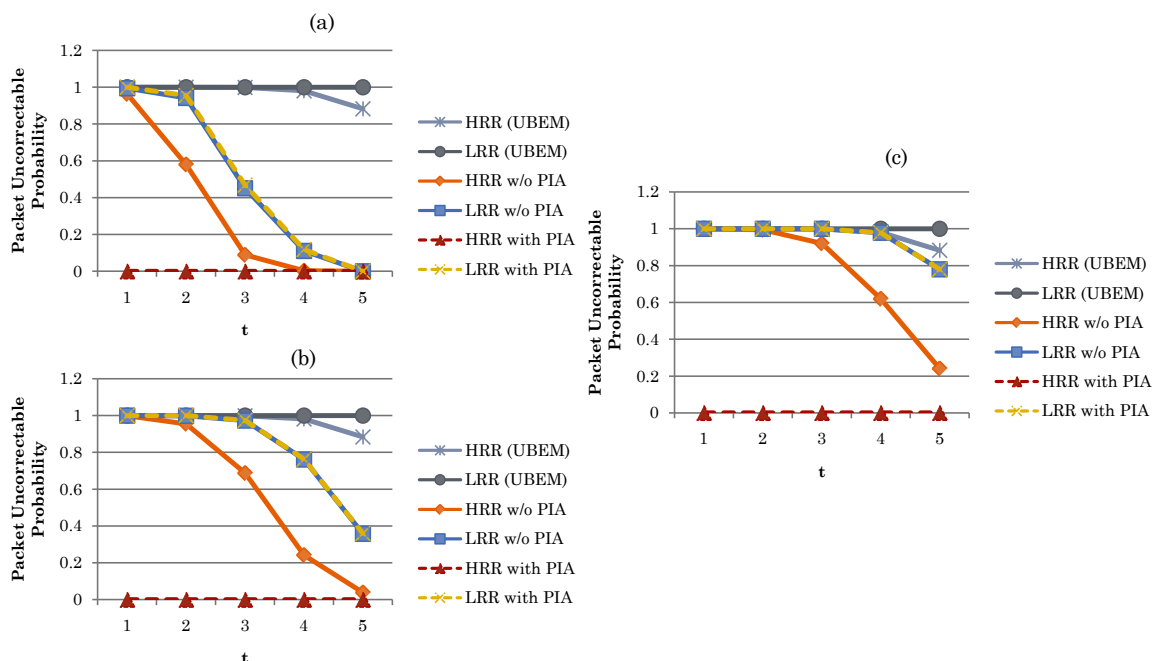 (a)
Packet Uncorrectable
Probability
1.2
1
0.8
0.6
0.4
0.2
0
1 2 3 4 5
t
HRR (UBEM)
LRR (UBEM)
HRR w/o PIA
LRR w/o PIA
HRR with PIA
LRR with PIA
(b)
Packet Uncorrectable
Probability
1.2
1
0.8
0.6
0.4
0.2
0
1 2 3 4 5
t
HRR (UBEM)
LRR (UBEM)
HRR w/o PIA
LRR w/o PIA
HRR with PIA
LRR with PIA
(c)
Packet Uncorrectable
Probability
1.2
1
0.8
0.6
0.4
0.2
0
1 2 3 4 5
t
HRR (UBEM)
LRR (UBEM)
HRR w/o PIA
LRR w/o PIA
HRR with PIA
LRR with PIA